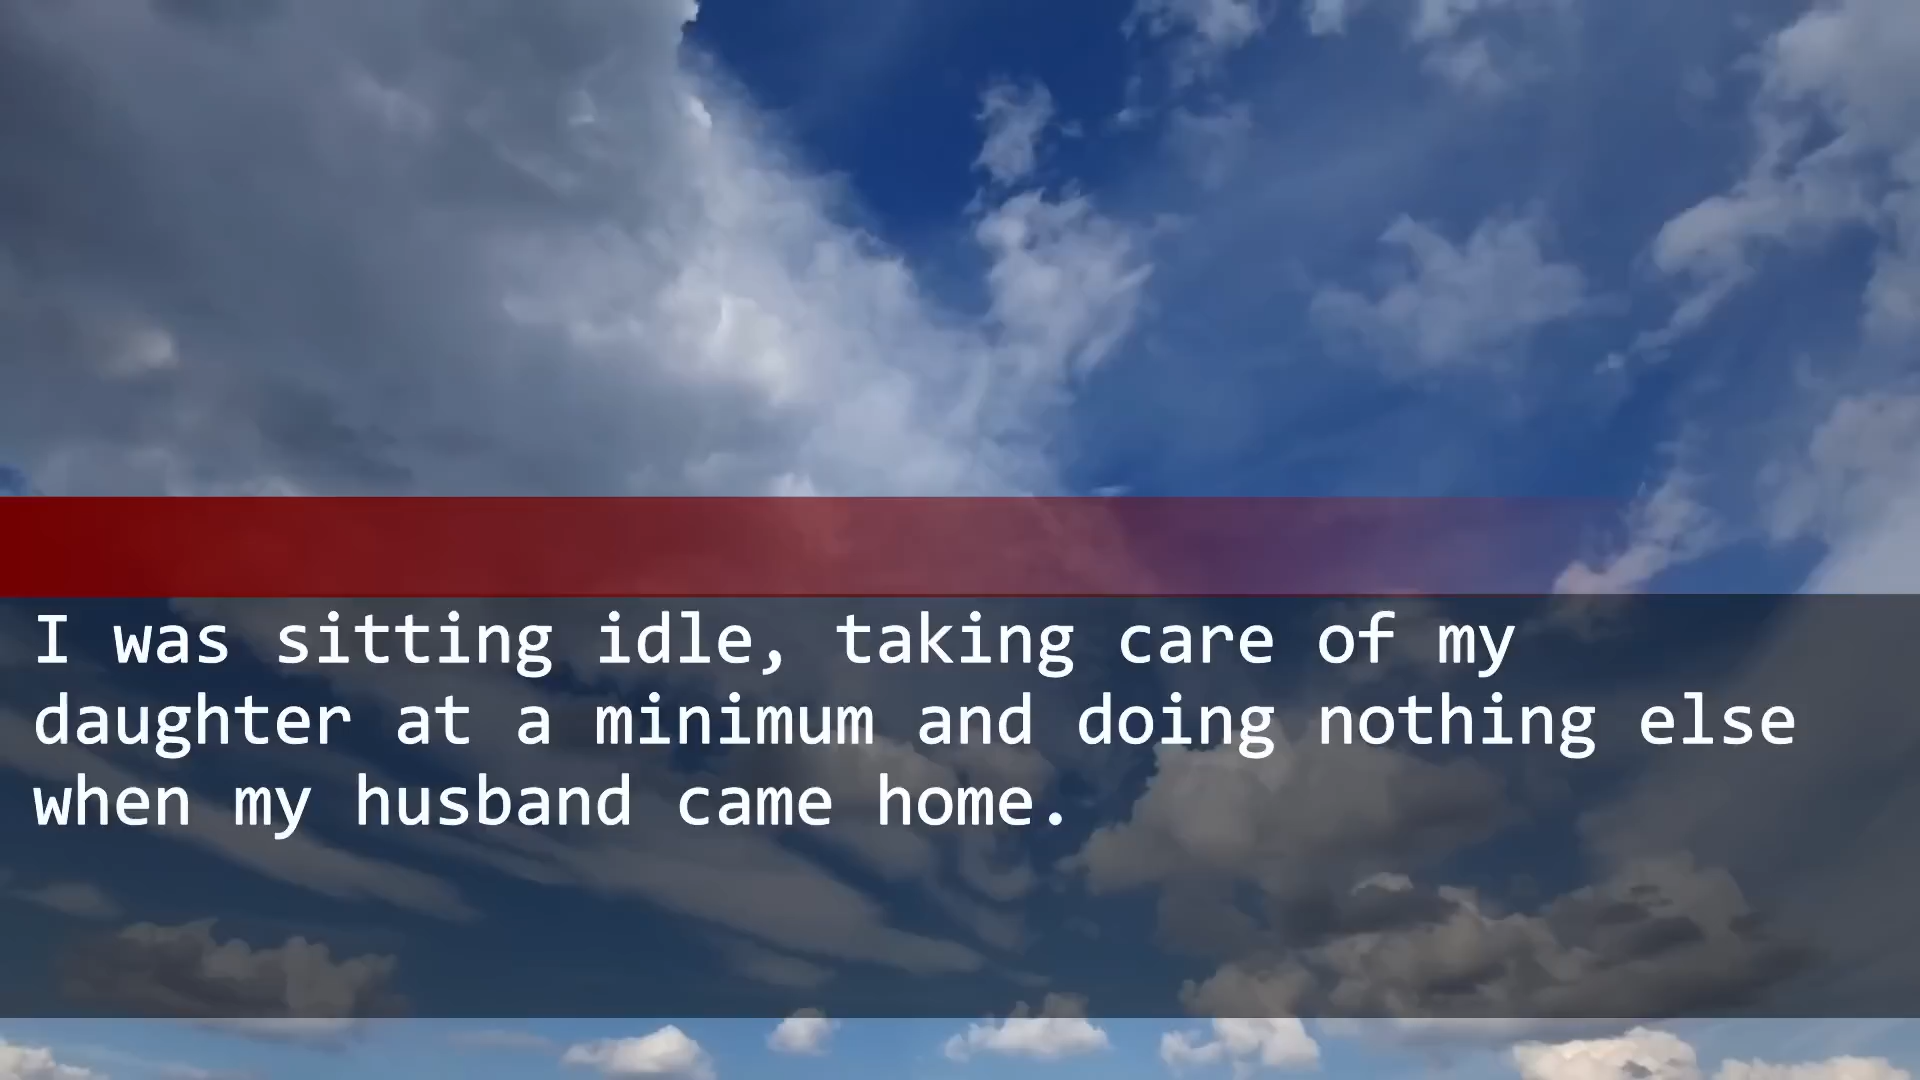 I was sitting idle, taking care of my
daughter at a minimum and doing nothing else
when my husband came home.